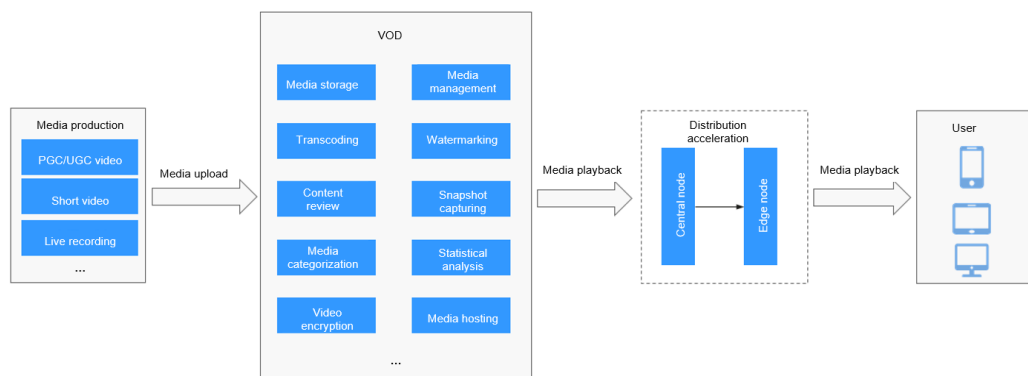 Media production
PGC/UGC video
Short video
Live recording
...
Media upload
VOD
Media storage
Media
management
Transcoding
Watermarking
Content
review
Snapshot
capturing
Media
categorization
Statistical
analysis
Video
encryption
Media hosting
...
Media playback
Distribution
acceleration
Central node
Edge node
Media playback
User